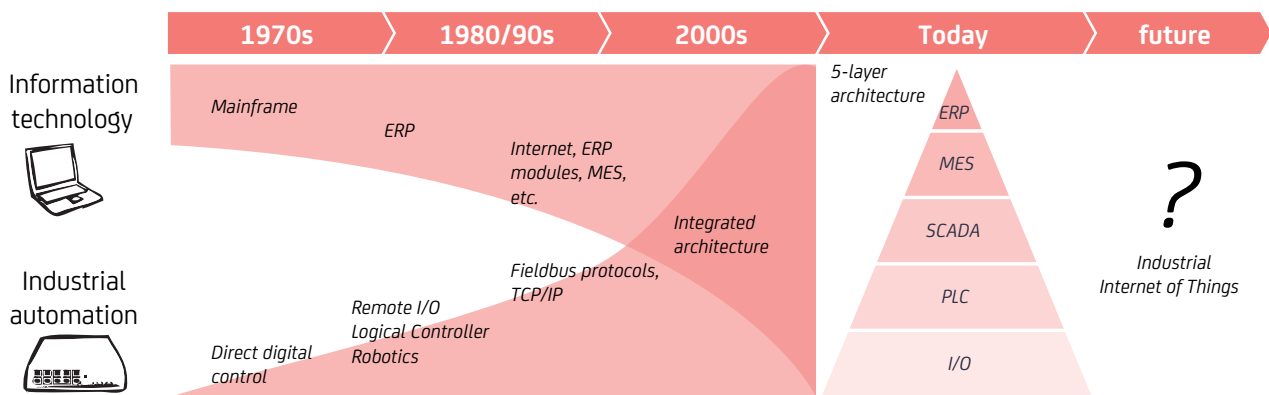 1970s
1980/90s
2000s
Today
future
Information
technology
Industrial
automation
Mainframe
ERP
Internet, ERP
modules, MES,
etc.
Integrated
architecture
Fieldbus protocols,
TCP/IP
Remote I/O
Logical Controller
Robotics
Direct digital
control
5-layer
architecture
ERP
MES
SCADA
PLC
I/O
?
Industrial
Internet of Things